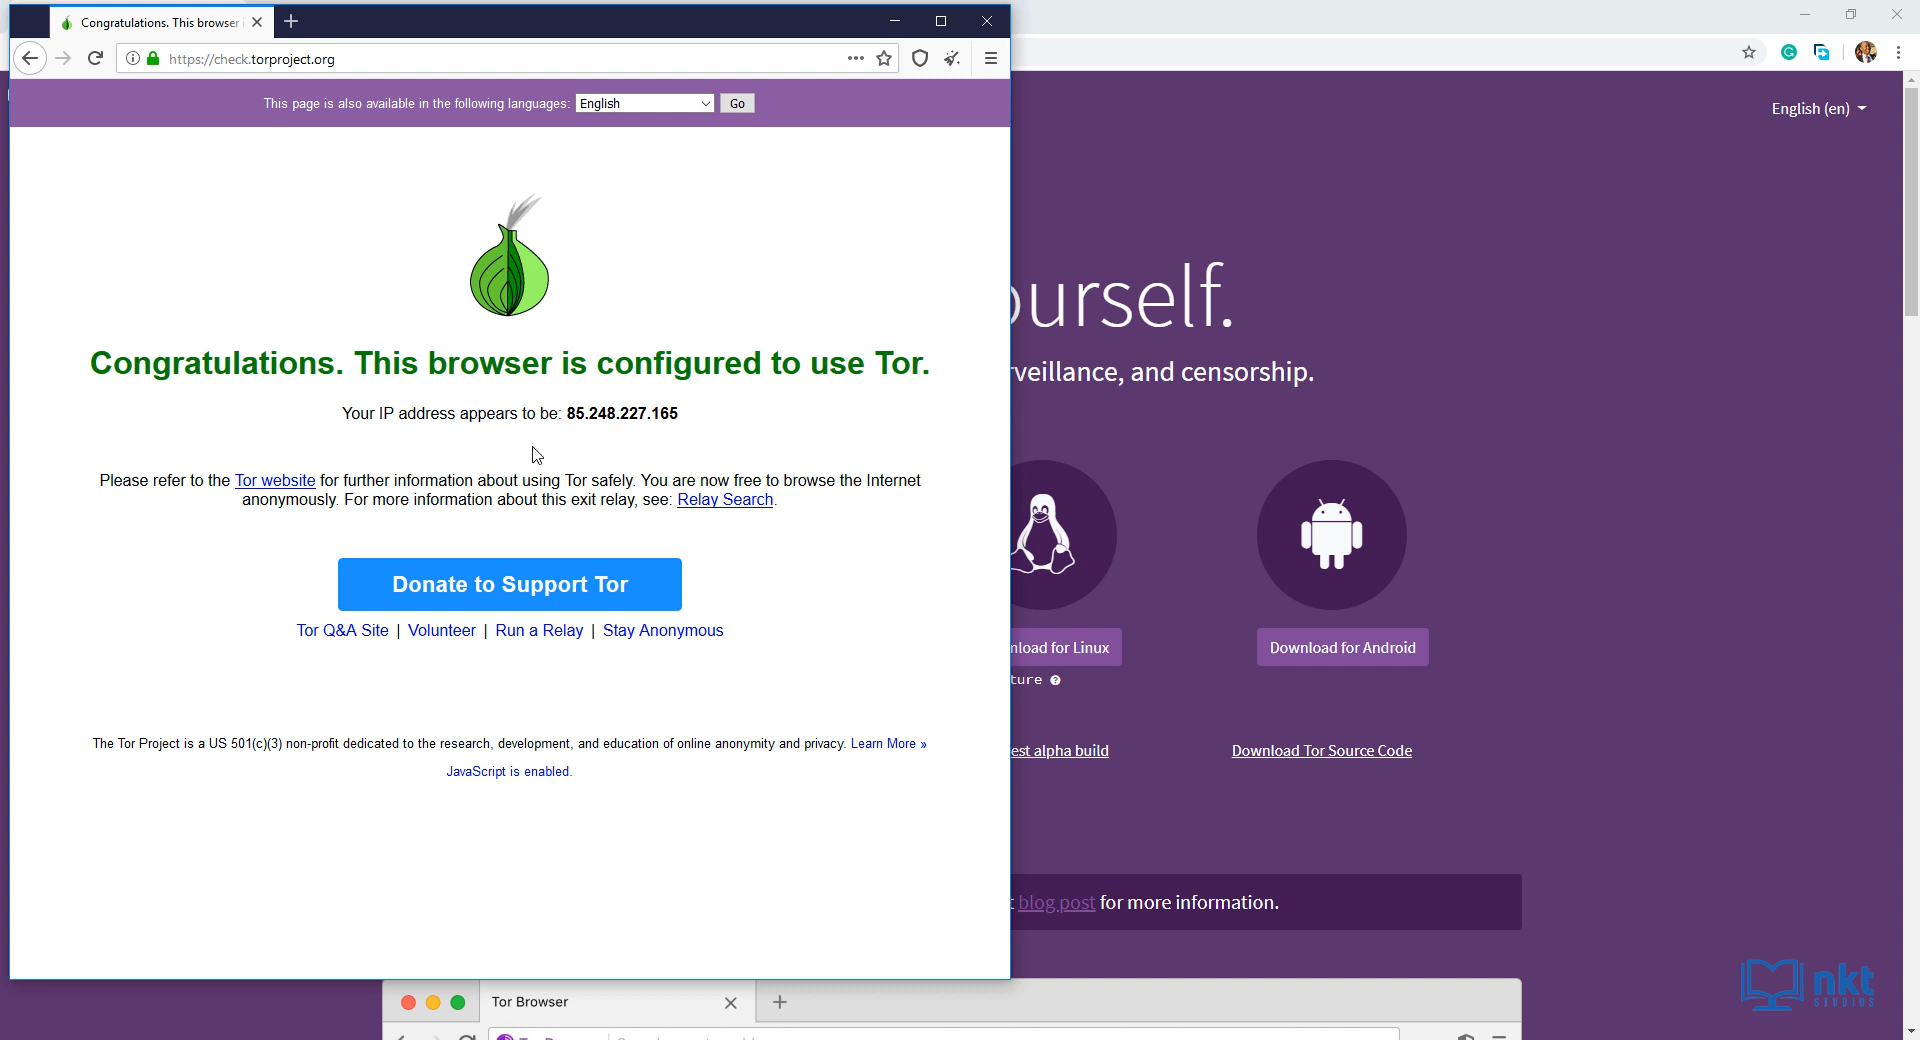 Congratulations. This browser
https://check.torproject.org
This page is also available in the following languages: English Go
Congratulations. This browser is configured to use Tor.
Your IP address appears to be: 85.248.227.165
Please refer to the Tor website for further information about using Tor safely. You are now free to browse the Internet
anonymously. For more information about this exit relay, see: Relay Search.
Donate to Support Tor
Tor Q&A Site | Volunteer | Run a Relay | Stay Anonymous
The Tor Project is a US 501(c)(3) non-profit dedicated to the research, development, and education of online anonymity and privacy. Learn More »
JavaScript is enabled.
English (en)
ourself.
rveillance, and censorship.
nload for Linux
Download for Android
ture
est alpha build
Download Tor Source Code
t blog post for more information.
Tor Browser
nkt
STUDIOS